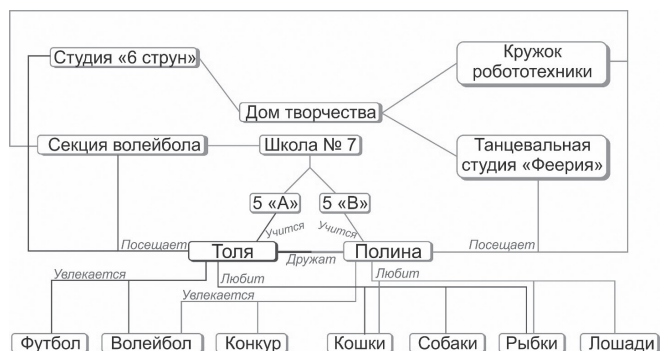 Студия «6 струн»
Кружок
робототехники
Дом творчества
Секция волейбола
Школа № 7
Танцевальная
студия «Феерия»
5 «А»
5 «В»
Учится
Учится
Посещает
Толя
Дружат
Полина
Посещает
Увлекается
Любит
Любит
Увлекается
Футбол
Волейбол
Конкур
Кошки
Собаки
Рыбки
Лошади